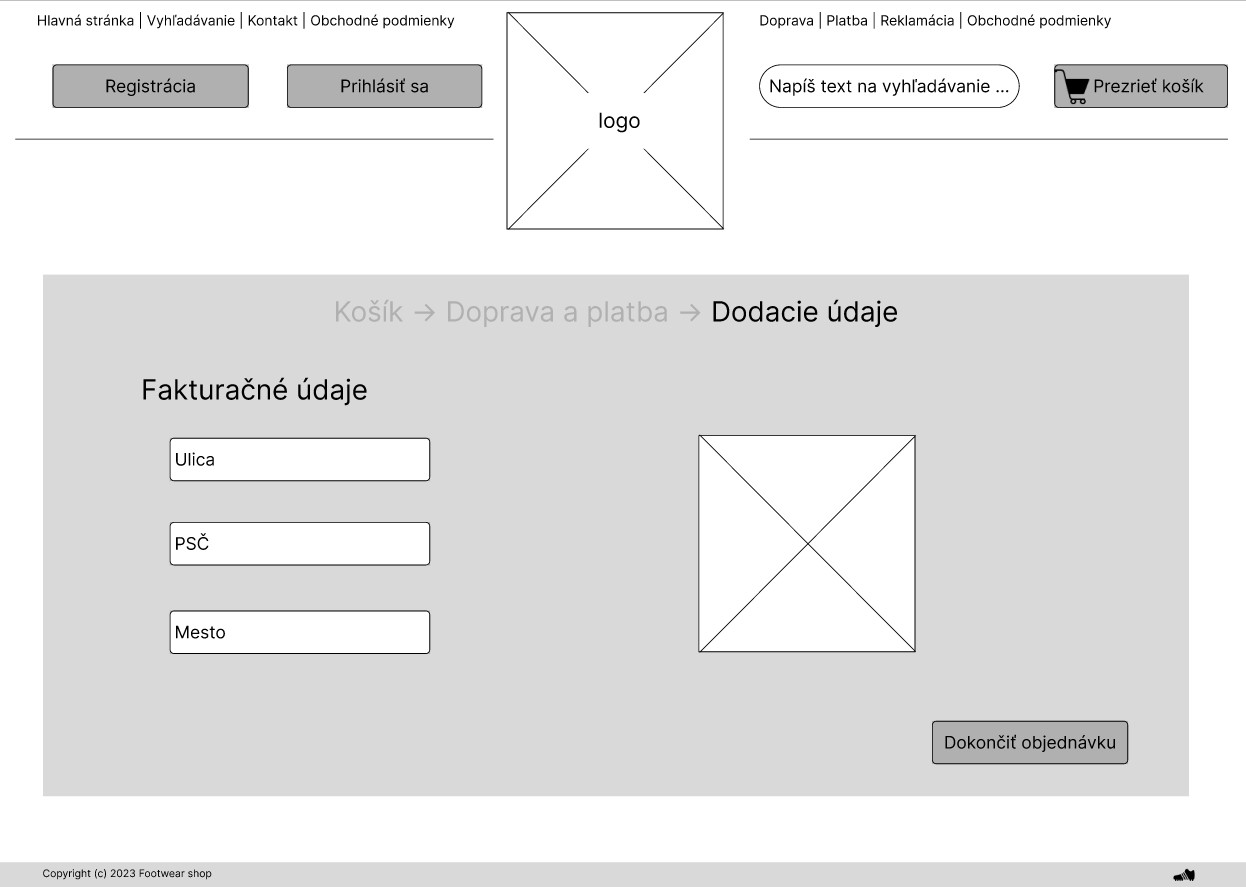 Hlavná stránka | Vyhľadávanie | Kontakt | Obchodné podmienky
Doprava | Platba | Reklamácia | Obchodné podmienky
Registrácia
Prihlásiť sa
logo
Napíš text na vyhľadávanie ...
Prezrieť košík
Košík → Doprava a platba → Dodacie údaje
Fakturačné údaje
Ulica
PSČ
Mesto
Dokončiť objednávku
Copyright (c) 2023 Footwear shop